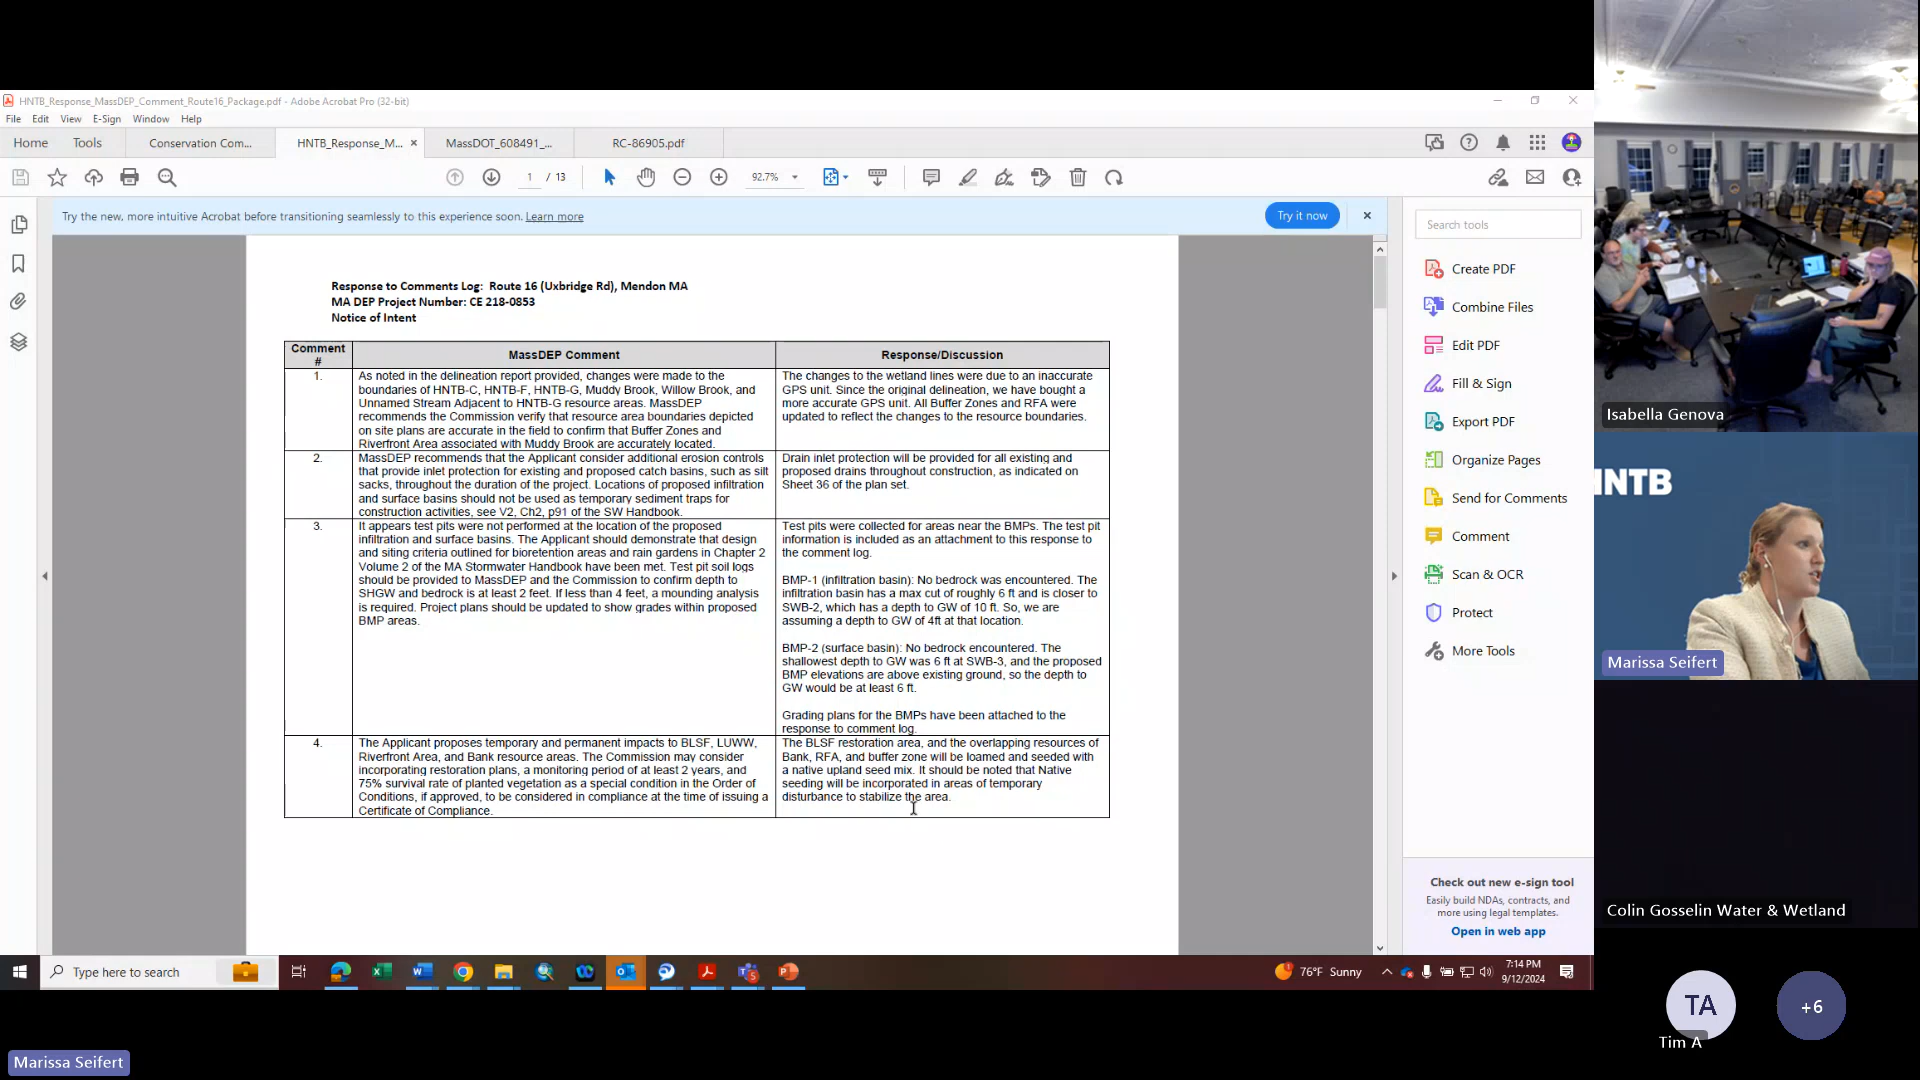 HNTB_Response_MassDEP_Comment_Route16_Package.pdf - Adobe Acrobat Pro (32-bit)
File Edit View E-Sign Window Help
Home Tools Conservation Com... HNTB_Response_M... × MassDOT_608491_... RC-86905.pdf
1 / 13 92.7%
Try the new, more intuitive Acrobat before transitioning seamlessly to this experience soon. Learn more Try it now
Response to Comments Log: Route 16 (Uxbridge Rd), Mendon MA
MA DEP Project Number: CE 218-0853
Notice of Intent
Comment #
MassDEP Comment
Response/Discussion
1.
As noted in the delineation report provided, changes were made to the
boundaries of HNTB-C, HNTB-F, HNTB-G, Muddy Brook, Willow Brook, and
Unnamed Stream Adjacent to HNTB-G resource areas. MassDEP
recommends the Commission verify that resource area boundaries depicted
on site plans are accurate in the field to confirm that Buffer Zones and
Riverfront Area associated with Muddy Brook are accurately located.
The changes to the wetland lines were due to an inaccurate
GPS unit. Since the original delineation, we have bought a
more accurate GPS unit. All Buffer Zones and RFA were
updated to reflect the changes to the resource boundaries.
2.
MassDEP recommends that the Applicant consider additional erosion controls
that provide inlet protection for existing and proposed catch basins, such as silt
sacks, throughout the duration of the project. Locations of proposed infiltration
and surface basins should not be used as temporary sediment traps for
construction activities, see V2, Ch2, p91 of the SW Handbook.
Drain inlet protection will be provided for all existing and
proposed drains throughout construction, as indicated on
Sheet 36 of the plan set.
3.
It appears test pits were not performed at the location of the proposed
infiltration and surface basins. The Applicant should demonstrate that design
and siting criteria outlined for bioretention areas and rain gardens in Chapter 2
Volume 2 of the MA Stormwater Handbook have been met. Test pit soil logs
should be provided to MassDEP and the Commission to confirm depth to
SHGW and bedrock is at least 2 feet. If less than 4 feet, a mounding analysis
is required. Project plans should be updated to show grades within proposed
BMP areas.
Test pits were collected for areas near the BMPs. The test pit
information is included as an attachment to this response to
the comment log.
BMP-1 (infiltration basin): No bedrock was encountered. The
infiltration basin has a max cut of roughly 6 ft and is closer to
SWB-2, which has a depth to GW of 10 ft. So, we are
assuming a depth to GW of 4ft at that location.
BMP-2 (surface basin): No bedrock encountered. The
shallowest depth to GW was 6 ft at SWB-3, and the proposed
BMP elevations are above existing ground, so the depth to
GW would be at least 6 ft.
Grading plans for the BMPs have been attached to the
response to comment log.
4.
The Applicant proposes temporary and permanent impacts to BLSF, LUWW,
Riverfront Area, and Bank resource areas. The Commission may consider
incorporating restoration plans, a monitoring period of at least 2 years, and
75% survival rate of planted vegetation as a special condition in the Order of
Conditions, if approved, to be considered in compliance at the time of issuing a
Certificate of Compliance.
The BLSF restoration area, and the overlapping resources of
Bank, RFA, and buffer zone will be loamed and seeded with
a native upland seed mix. It should be noted that Native
seeding will be incorporated in areas of temporary
disturbance to stabilize the area.
Search tools
Create PDF
Combine Files
Edit PDF
Fill & Sign
Export PDF
Organize Pages
Send for Comments
Comment
Scan & OCR
Protect
More Tools
Check out new e-sign tool
Easily build NDAs, contracts, and
more using legal templates.
Open in web app
Type here to search
76°F Sunny
7:14 PM
9/12/2024
Isabella Genova
HNTB
Marissa Seifert
Colin Gosselin Water & Wetland
TA
Tim A
+6
Marissa Seifert